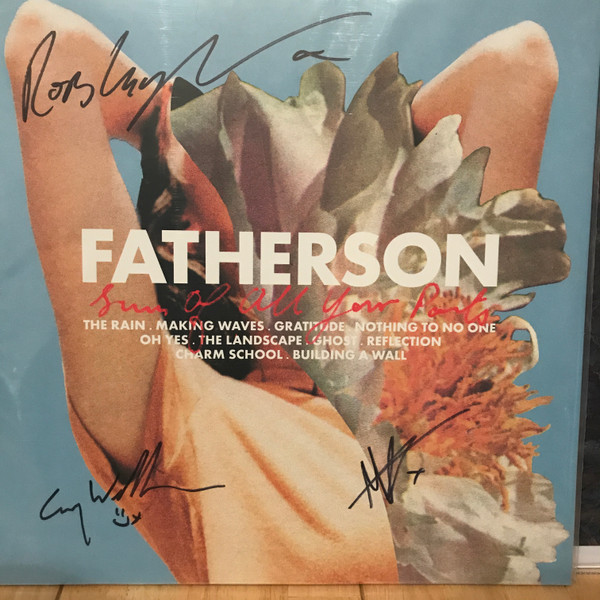 FATHERSON
Sum of All Your Parts
THE RAIN . MAKING WAVES . GRATITUDE . NOTHING TO NO ONE
OH YES . THE LANDSCAPE . GHOST . REFLECTION
CHARM SCHOOL . BUILDING A WALL